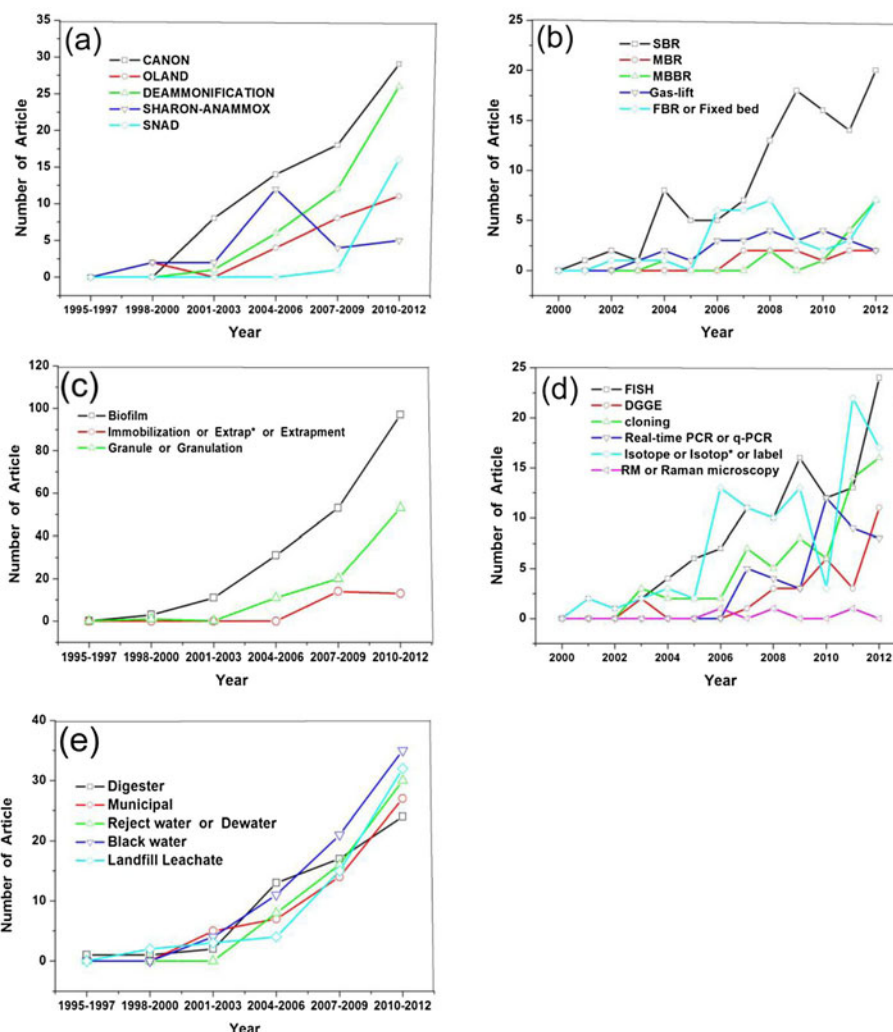 (a)
35
30
25
20
15
10
5
0
Number of Article
CANON
OLAND
DEAMMONIFICATION
SHARON-ANAMMOX
SNAD
1995-1997 1998-2000 2001-2003 2004-2006 2007-2009 2010-2012
Year
(b)
25
20
15
10
5
0
Number of Article
SBR
MBR
MBBR
Gas-lift
FBR or Fixed bed
2000 2002 2004 2006 2008 2010 2012
Year
(c)
120
100
80
60
40
20
0
Number of Article
Biofilm
Immobilization or Extrap* or Extrapment
Granule or Granulation
1995-1997 1998-2000 2001-2003 2004-2006 2007-2009 2010-2012
Year
(d)
25
20
15
10
5
0
Number of Article
FISH
DGGE
cloning
Real-time PCR or q-PCR
Isotope or Isotop* or label
RM or Raman microscopy
2000 2002 2004 2006 2008 2010 2012
Year
(e)
40
30
20
10
0
Number of Article
Digester
Municipal
Reject water or Dewater
Black water
Landfill Leachate
1995-1997 1998-2000 2001-2003 2004-2006 2007-2009 2010-2012
Year